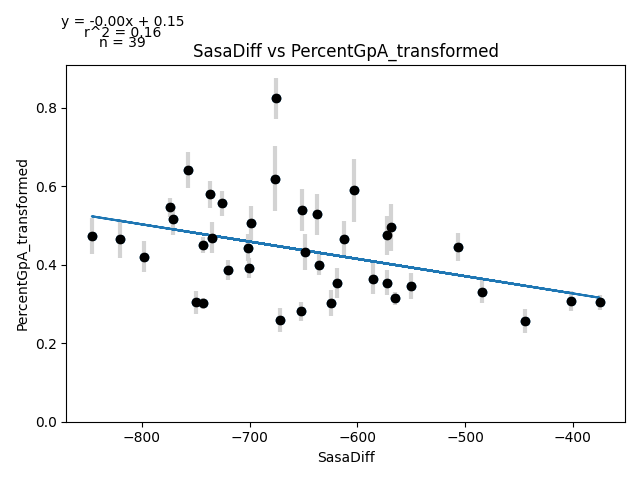 y = -0.00x + 0.15
r^2 = 0.16
n = 39
SasaDiff vs PercentGpA_transformed
PercentGpA_transformed
0.8
0.6
0.4
0.2
0.0
−800
−700
−600
−500
−400
SasaDiff